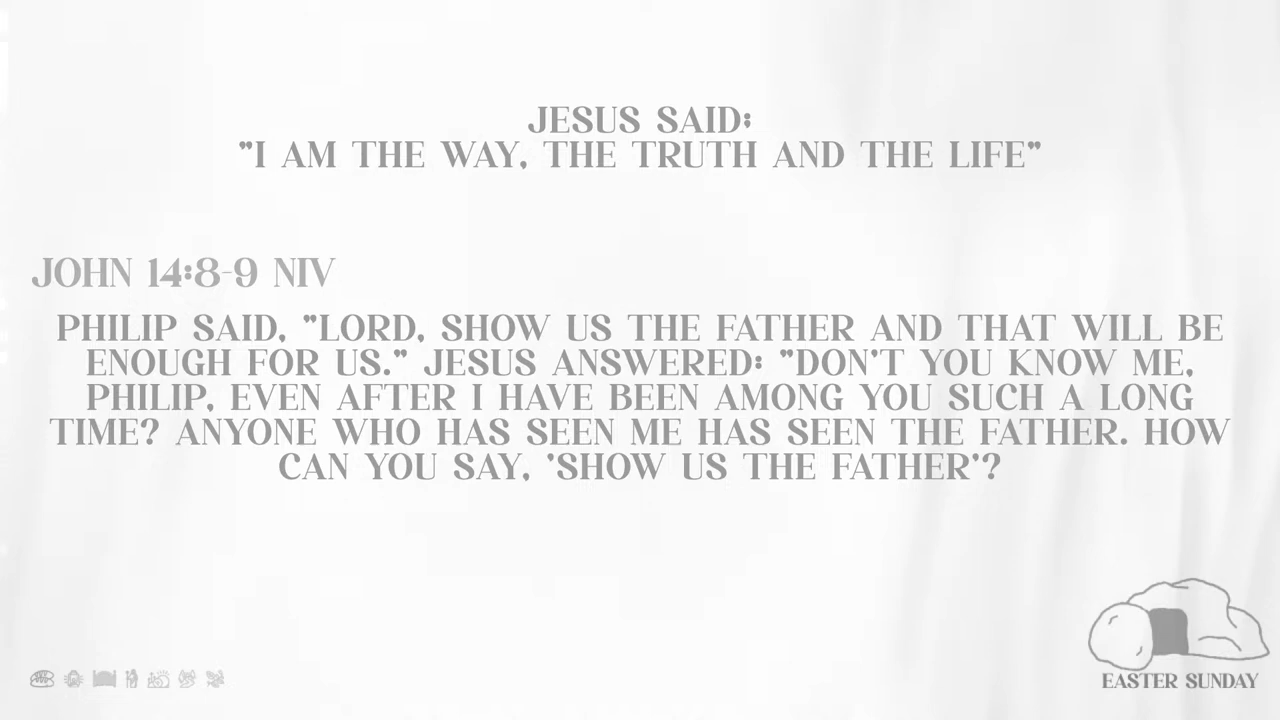 JESUS SAID:
"I AM THE WAY, THE TRUTH AND THE LIFE"
JOHN 14:8-9 NIV
PHILIP SAID, "LORD, SHOW US THE FATHER AND THAT WILL BE
ENOUGH FOR US." JESUS ANSWERED: "DON'T YOU KNOW ME,
PHILIP, EVEN AFTER I HAVE BEEN AMONG YOU SUCH A LONG
TIME? ANYONE WHO HAS SEEN ME HAS SEEN THE FATHER. HOW
CAN YOU SAY, 'SHOW US THE FATHER'?
EASTER SUNDAY